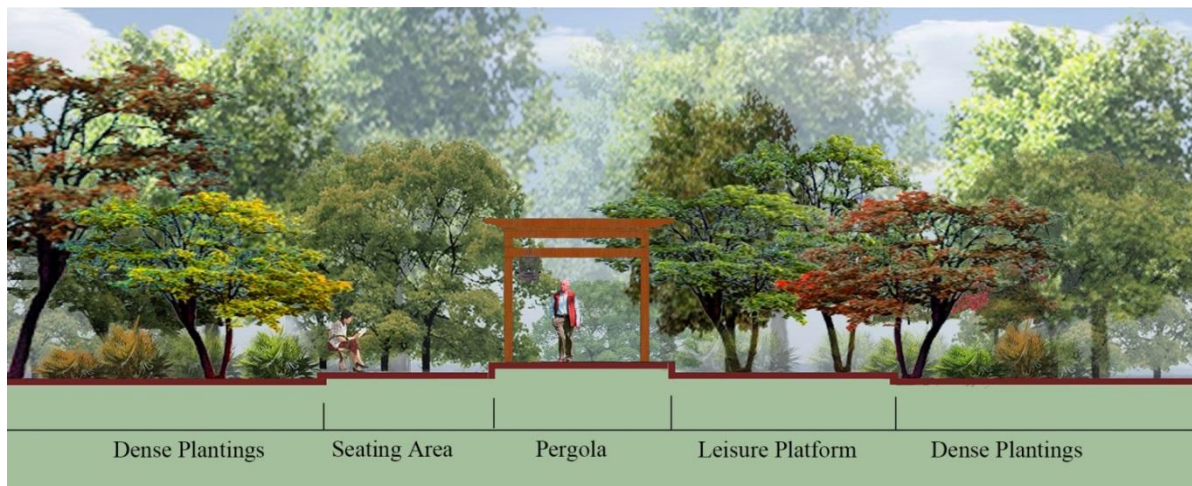 Dense Plantings
Seating Area
Pergola
Leisure Platform
Dense Plantings